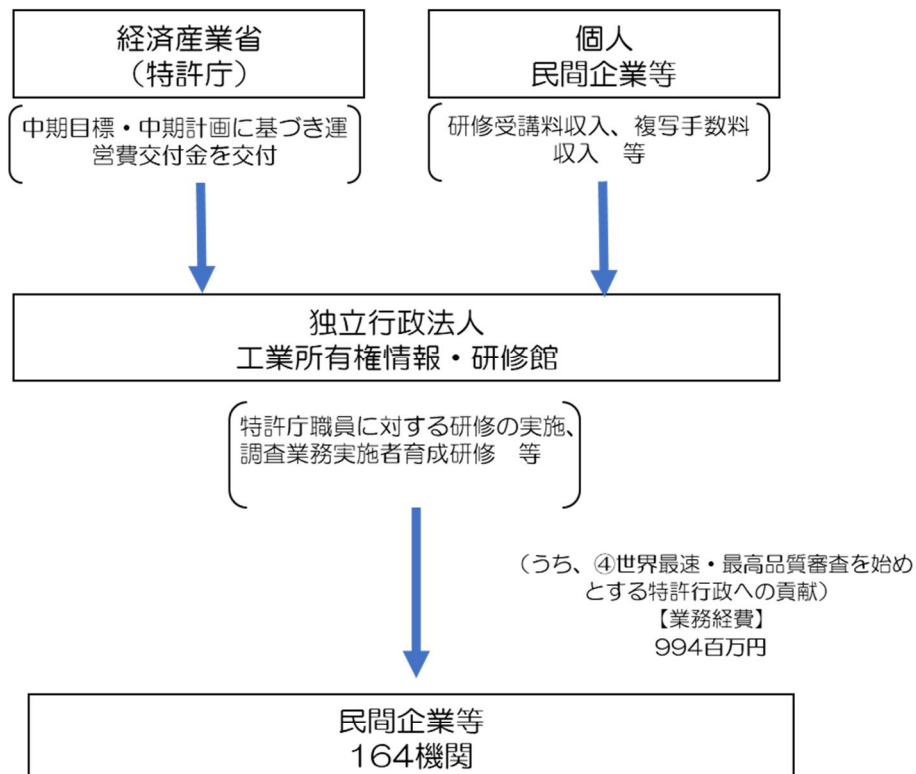 経済産業省
（特許庁）
個人
民間企業等
中期目標・中期計画に基づき運
営費交付金を交付
研修受講料収入、複写手数料
収入　等
独立行政法人
工業所有権情報・研修館
特許庁職員に対する研修の実施、
調査業務実施者育成研修　等
（うち、④世界最速・最高品質審査を始め
とする特許行政への貢献）
【業務経費】
994百万円
民間企業等
164機関